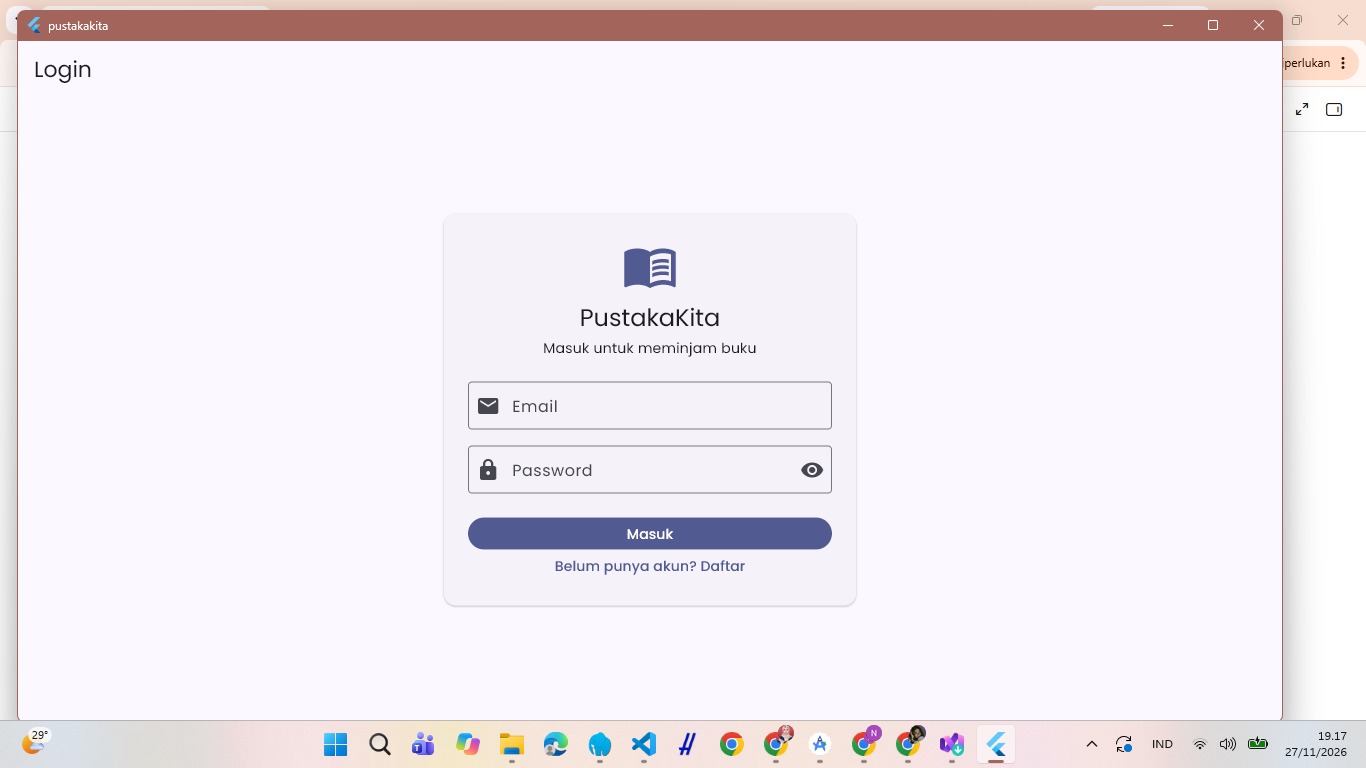 pustakakita
perlukan
Login
PustakaKita
Masuk untuk meminjam buku
Email
Password
Masuk
Belum punya akun? Daftar
29°
N
IND
19.17
27/11/2026